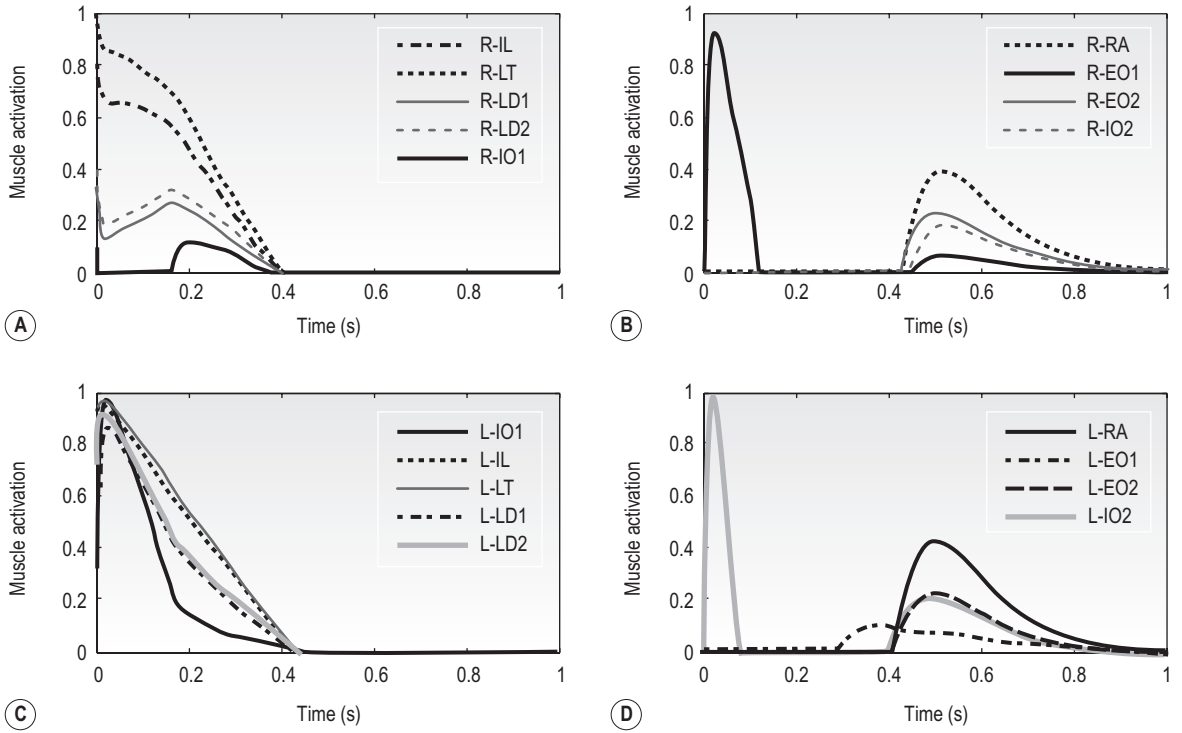 Muscle activation
1
0.8
0.6
0.4
0.2
0
0
0.2
0.4
0.6
0.8
1
Time (s)
R-IL
R-LT
R-LD1
R-LD2
R-IO1
A
Muscle activation
1
0.8
0.6
0.4
0.2
0
0
0.2
0.4
0.6
0.8
1
Time (s)
R-RA
R-EO1
R-EO2
R-IO2
B
Muscle activation
1
0.8
0.6
0.4
0.2
0
0
0.2
0.4
0.6
0.8
1
Time (s)
L-IO1
L-IL
L-LT
L-LD1
L-LD2
C
Muscle activation
1
0.8
0.6
0.4
0.2
0
0
0.2
0.4
0.6
0.8
1
Time (s)
L-RA
L-EO1
L-EO2
L-IO2
D